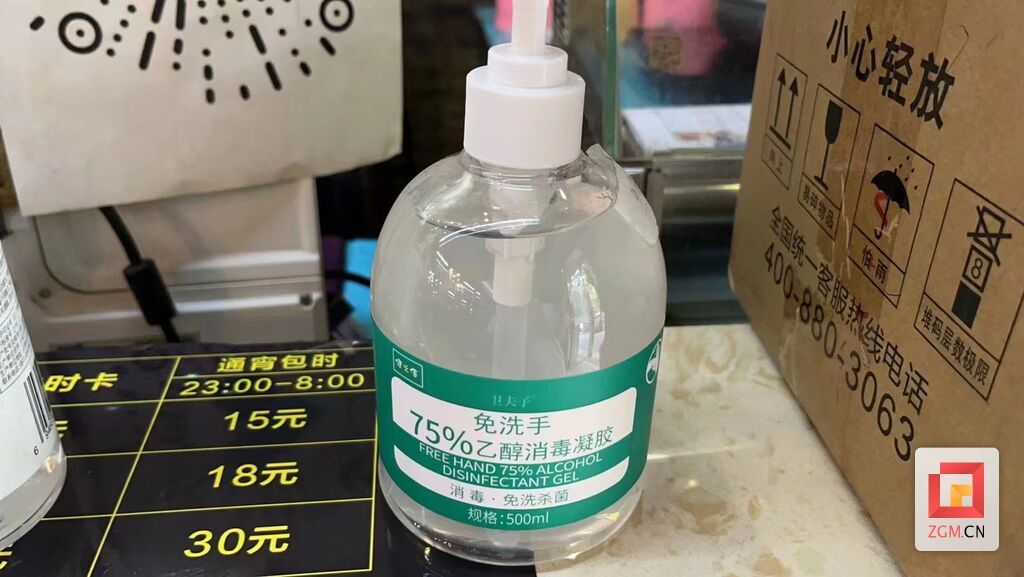 小心轻放
向上
易碎物品
怕雨
堆码层数极限
8
全国统一客服热线电话
400-880-3063
时卡
通宵包时
23:00-8:00
15元
18元
30元
元
卫夫子
免洗手
75%乙醇消毒凝胶
FREE HAND 75% ALCOHOL
DISINFECTANT GEL
消毒·免洗杀菌
规格:500ml
6
ZGM.CN